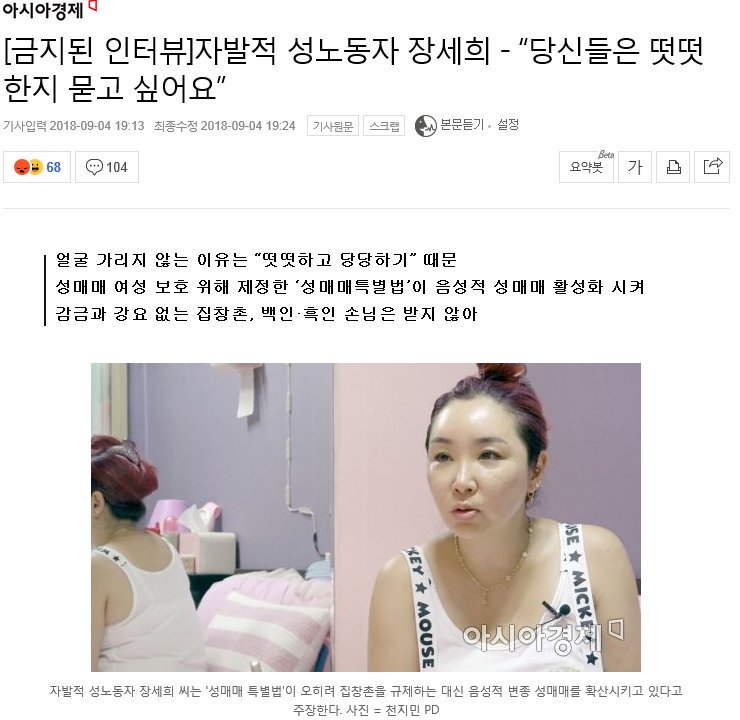 아시아경제
[금지된 인터뷰]자발적 성노동자 장세희 - “당신들은 떳떳
한지 묻고 싶어요”
기사입력 2018-09-04 19:13 최종수정 2018-09-04 19:24 기사원문 스크랩 본문듣기 · 설정
68 104 요약봇 Beta 가
얼굴 가리지 않는 이유는 “떳떳하고 당당하기” 때문
성매매 여성 보호 위해 제정한 ‘성매매특별법’이 음성적 성매매 활성화 시켜
감금과 강요 없는 집창촌, 백인·흑인 손님은 받지 않아
MICKEY MOUSE
MOUSE MICKEY
아시아경제
자발적 성노동자 장세희 씨는 '성매매 특별법'이 오히려 집창촌을 규제하는 대신 음성적 변종 성매매를 확산시키고 있다고
주장한다. 사진 = 천지민 PD